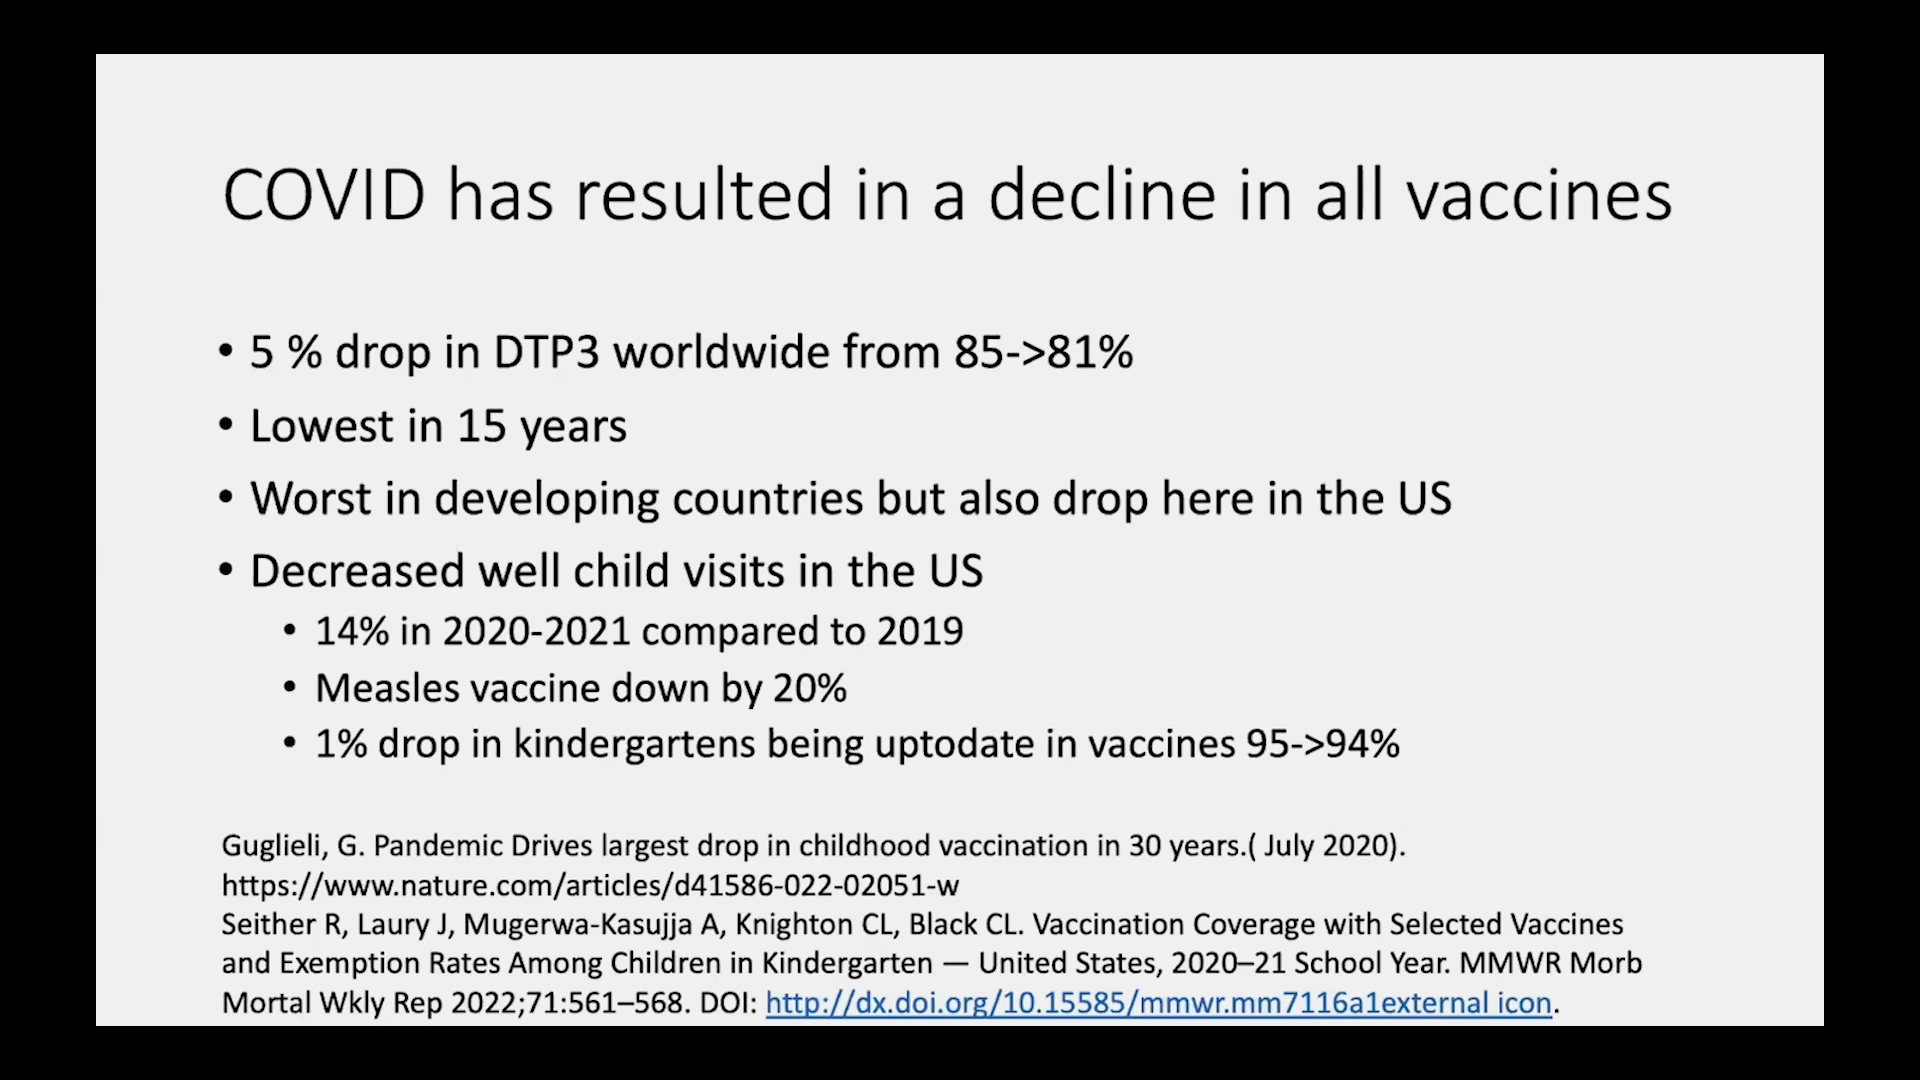 COVID has resulted in a decline in all vaccines
• 5 % drop in DTP3 worldwide from 85->81%
• Lowest in 15 years
• Worst in developing countries but also drop here in the US
• Decreased well child visits in the US
• 14% in 2020-2021 compared to 2019
• Measles vaccine down by 20%
• 1% drop in kindergartens being uptodate in vaccines 95->94%
Guglieli, G. Pandemic Drives largest drop in childhood vaccination in 30 years.( July 2020).
https://www.nature.com/articles/d41586-022-02051-w
Seither R, Laury J, Mugerwa-Kasujja A, Knighton CL, Black CL. Vaccination Coverage with Selected Vaccines
and Exemption Rates Among Children in Kindergarten — United States, 2020–21 School Year. MMWR Morb
Mortal Wkly Rep 2022;71:561–568. DOI: http://dx.doi.org/10.15585/mmwr.mm7116a1external icon.